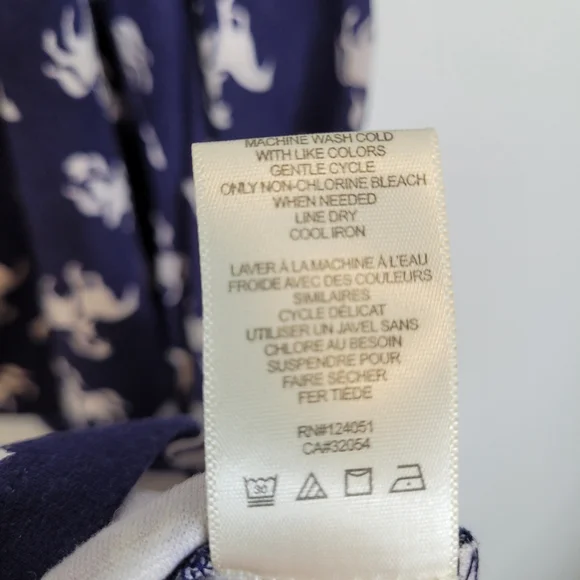 MACHINE WASH COLD
WITH LIKE COLORS
GENTLE CYCLE
ONLY NON-CHLORINE BLEACH
WHEN NEEDED
LINE DRY
COOL IRON
LAVER À LA MACHINE À L'EAU
FROIDE AVEC DES COULEURS
SIMILAIRES
CYCLE DÉLICAT
UTILISER UN JAVEL SANS
CHLORE AU BESOIN
SUSPENDRE POUR
FAIRE SÉCHER
FER TIÈDE
RN#124051
CA#32054
30